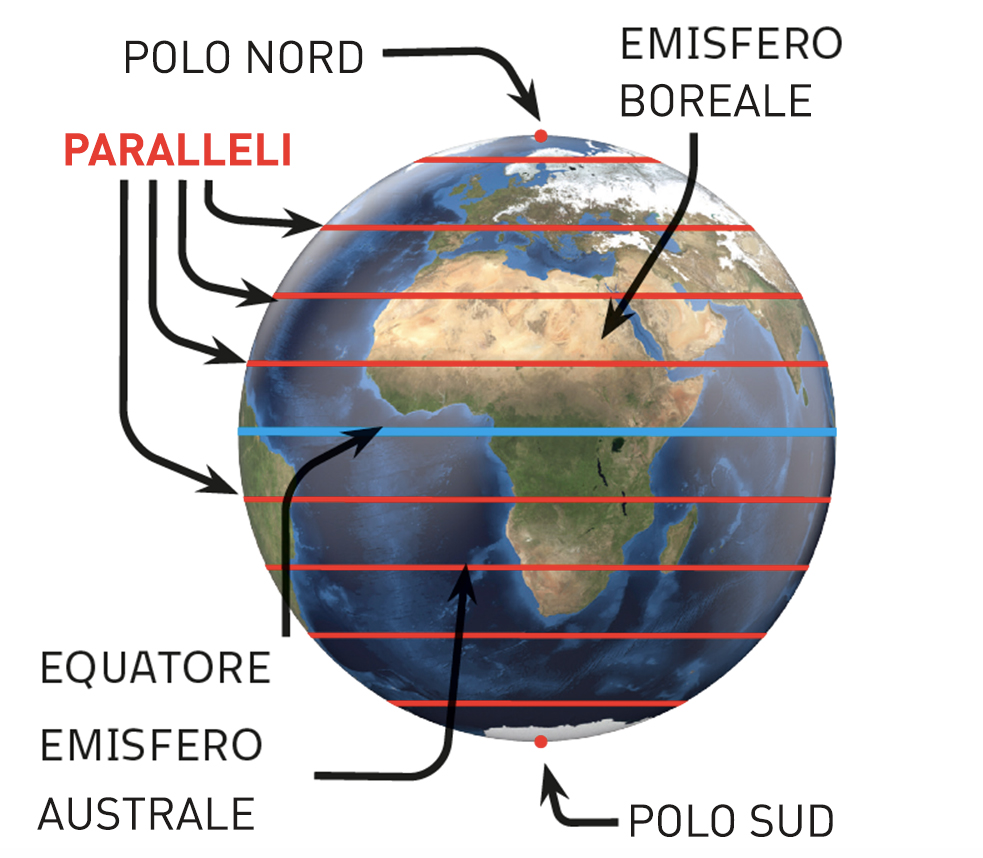 POLO NORD
EMISFERO
BOREALE
PARALLELI
EQUATORE
EMISFERO
AUSTRALE
POLO SUD